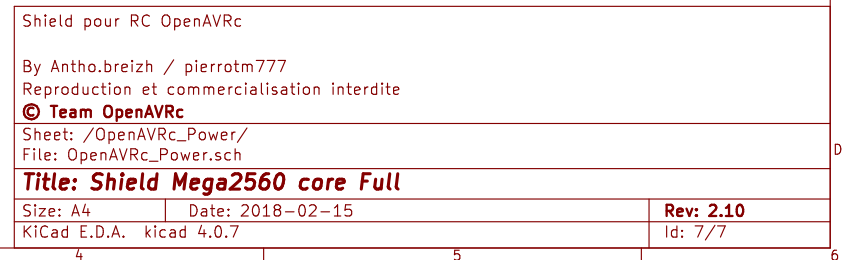 Shield pour RC OpenAVRc
By Antho.breizh / pierrotm777
Reproduction et commercialisation interdite
© Team OpenAVRc
Sheet: /OpenAVRc_Power/
File: OpenAVRc_Power.sch
D
Title: Shield Mega2560 core Full
Size: A4 Date: 2018-02-15 Rev: 2.10
KiCad E.D.A. kicad 4.0.7 Id: 7/7
4 5 6